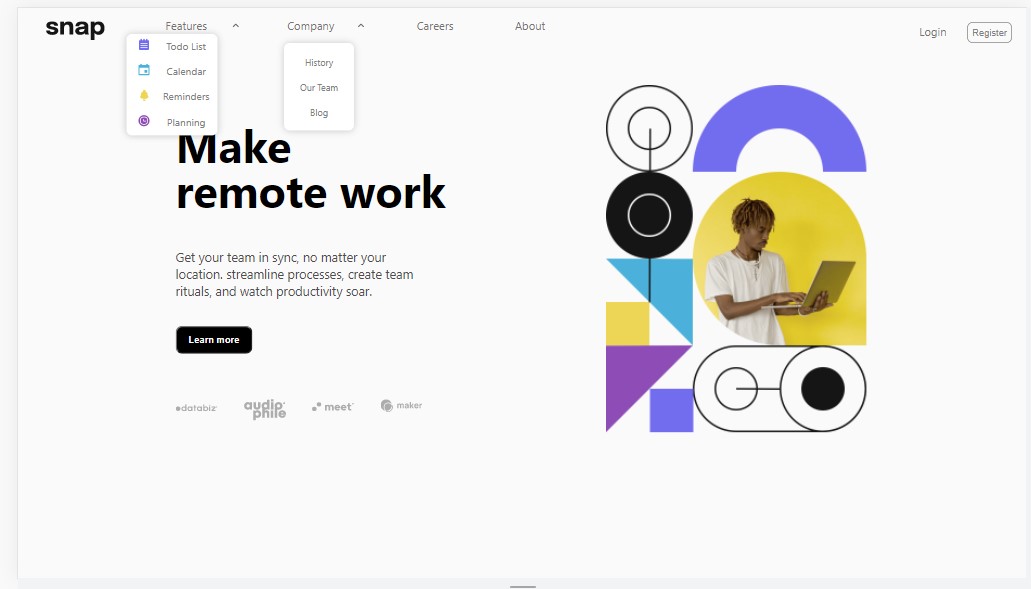 snap
Features
Company
Careers
About
Login
Register
Todo List
Calendar
Reminders
Planning
History
Our Team
Blog
Make
remote work
Get your team in sync, no matter your
location. streamline processes, create team
rituals, and watch productivity soar.
Learn more
databiz
audiophile
meet
maker